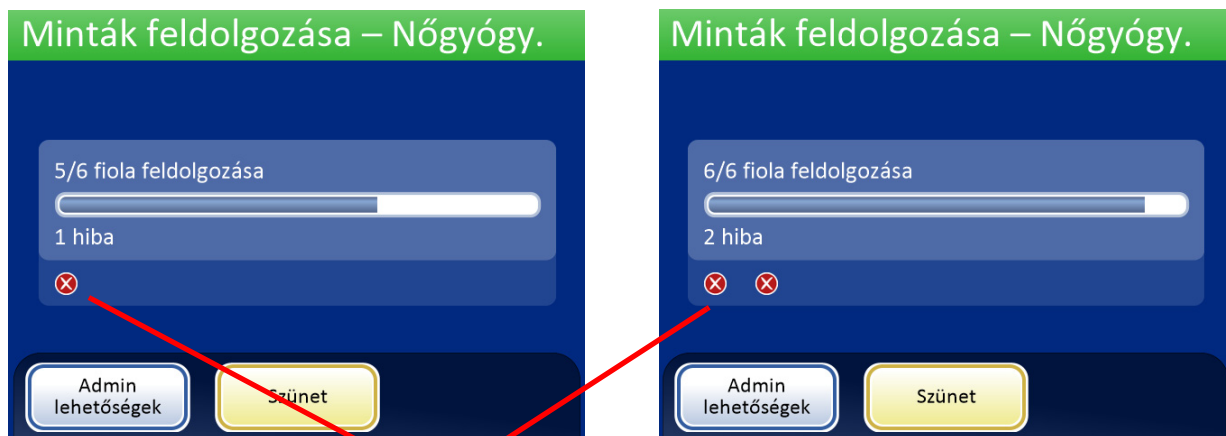 Minták feldolgozása – Nőgyógy.
5/6 fiola feldolgozása
1 hiba
Admin
lehetőségek
Szünet
Minták feldolgozása – Nőgyógy.
6/6 fiola feldolgozása
2 hiba
Admin
lehetőségek
Szünet